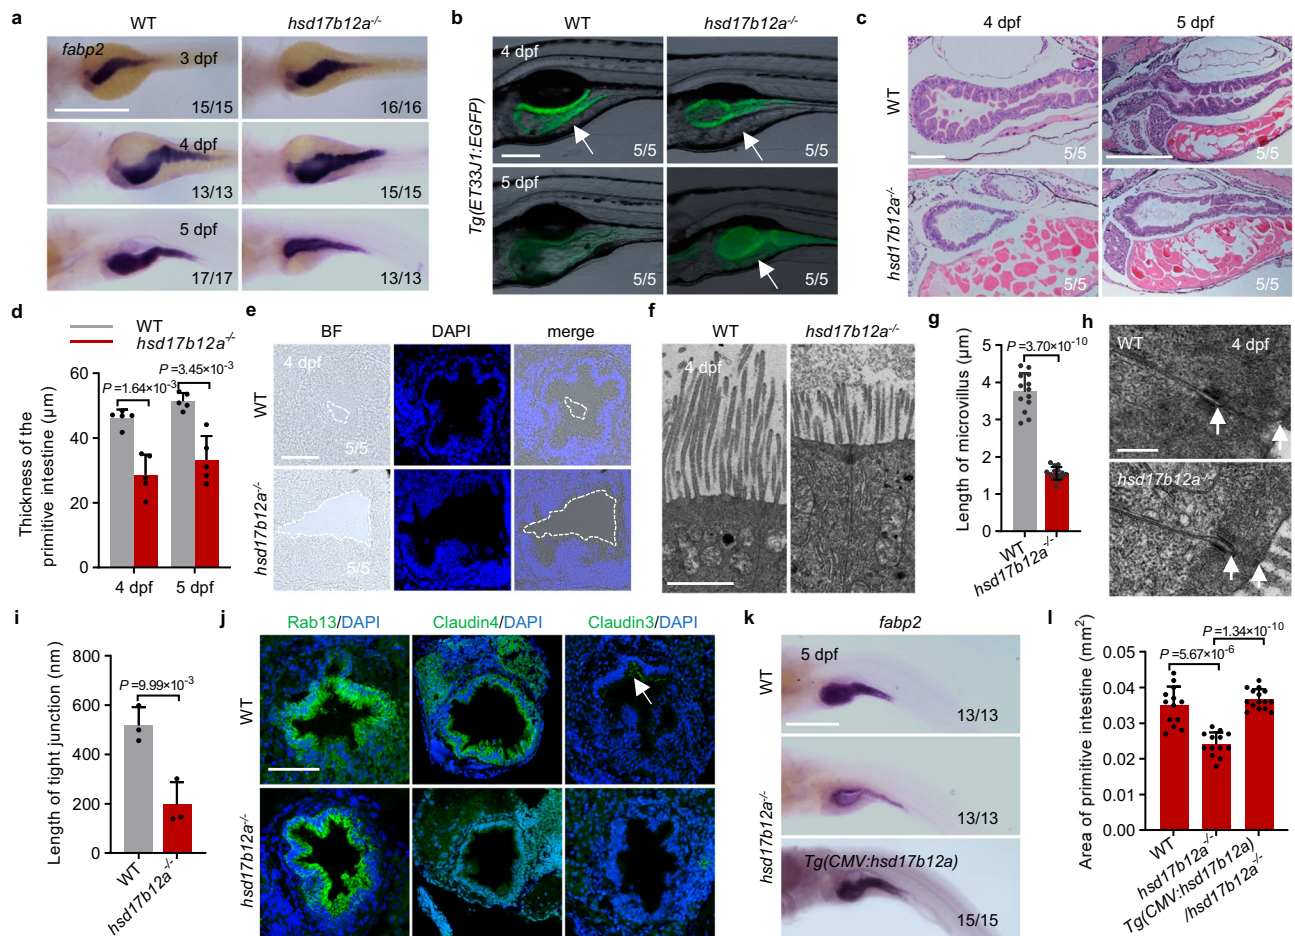 a
WT
hsd17b12a-/-
fabp2
3 dpf
15/15
16/16
4 dpf
13/13
15/15
5 dpf
17/17
13/13
b
WT
hsd17b12a-/-
Tg(ET33J1:EGFP)
4 dpf
5/5
5/5
5 dpf
5/5
5/5
c
4 dpf
5 dpf
WT
5/5
5/5
hsd17b12a-/-
5/5
5/5
d
WT
hsd17b12a-/-
Thickness of the
primitive intestine (µm)
60
40
20
0
P =1.64×10-3
P =3.45×10-3
4 dpf
5 dpf
e
BF
DAPI
merge
WT
4 dpf
5/5
hsd17b12a-/-
5/5
f
WT
hsd17b12a-/-
4 dpf
g
Length of microvillus (µm)
5
4
3
2
1
0
P =3.70×10-10
WT
hsd17b12a-/-
h
WT
4 dpf
hsd17b12a-/-
i
Length of tight junction (nm)
800
600
400
200
0
P =9.99×10-3
WT
hsd17b12a-/-
j
Rab13/DAPI
Claudin4/DAPI
Claudin3/DAPI
WT
hsd17b12a-/-
k
fabp2
WT
5 dpf
13/13
hsd17b12a-/-
13/13
Tg(CMV:hsd17b12a)
15/15
l
Area of primitive intestine (mm2)
0.05
0.04
0.03
0.02
0.01
0.00
P =1.34×10-10
P =5.67×10-6
WT
hsd17b12a-/-
Tg(CMV:hsd17b12a)
/hsd17b12a-/-